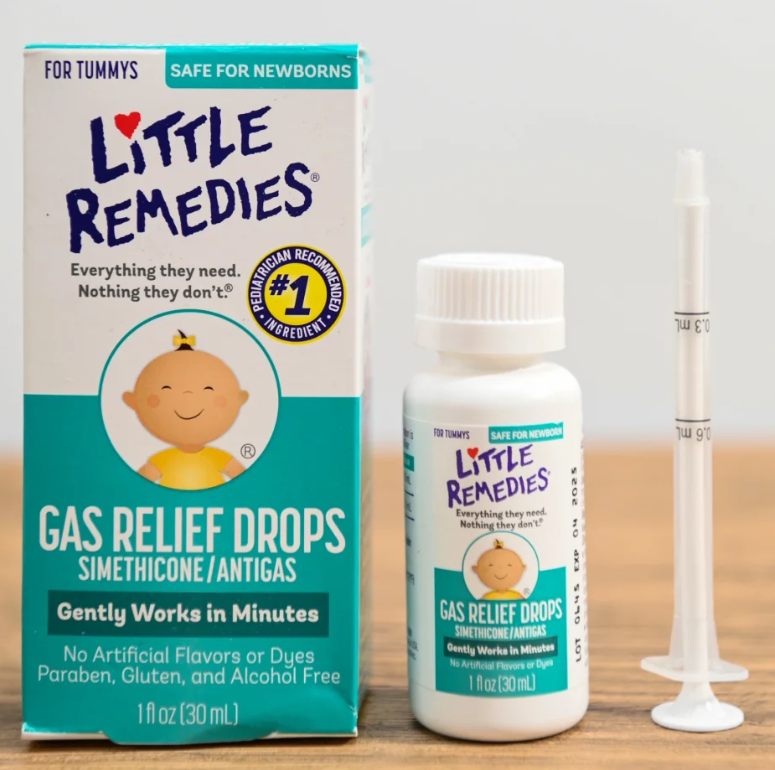 FOR TUMMYS
SAFE FOR NEWBORNS
LiTTLE
REMEDIES®
Everything they need.
Nothing they don't.®
PEDIATRICIAN RECOMMENDED
#1
INGREDIENT
®
GAS RELIEF DROPS
SIMETHICONE/ANTIGAS
Gently Works in Minutes
No Artificial Flavors or Dyes
Paraben, Gluten, and Alcohol Free
1 fl oz (30 mL)
FOR TUMMYS
SAFE FOR NEWBORN
LiTTLE
REMEDIES®
Everything they need.
Nothing they don't.®
®
GAS RELIEF DROPS
SIMETHICONE/ANTIGAS
Gently Works in Minutes
No Artificial Flavors or Dyes
1 fl oz (30 mL)
LOT 0645 EXP 04 2025
0.3 mL
0.6 mL